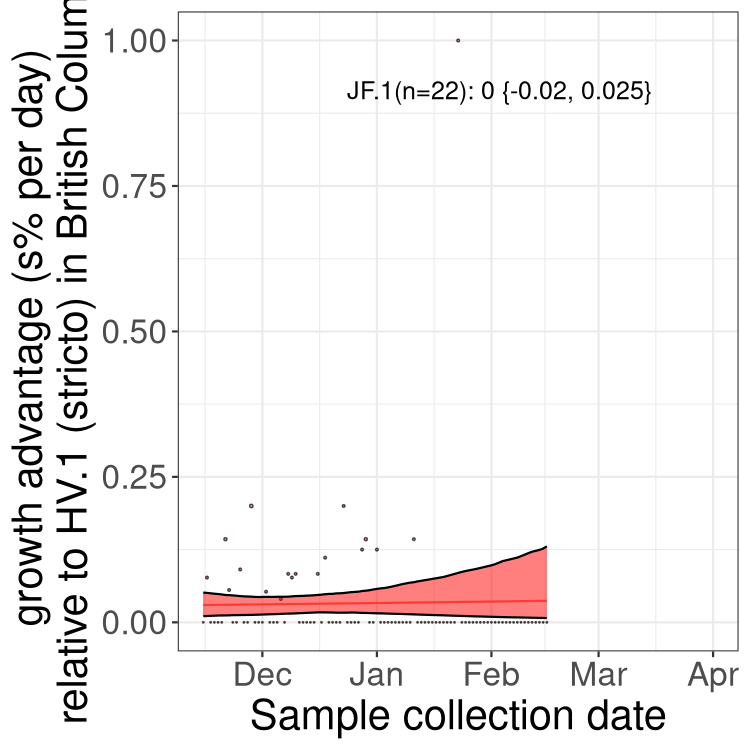 growth advantage (s% per day)
relative to HV.1 (stricto) in British Colum
1.00
0.75
0.50
0.25
0.00
JF.1(n=22): 0 {-0.02, 0.025}
Dec Jan Feb Mar Apr
Sample collection date